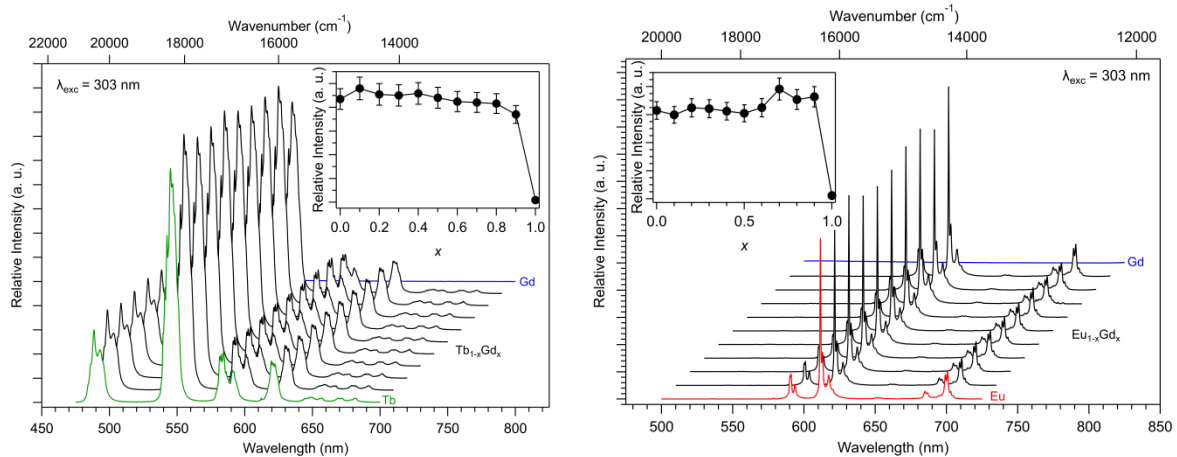 Wavenumber (cm⁻¹)
22000 20000 18000 16000 14000
λexc = 303 nm
Relative Intensity (a. u.)
Relative Intensity (a. u.)
0.0 0.2 0.4 0.6 0.8 1.0
x
Gd
Tb1-xGdx
Tb
450 500 550 600 650 700 750 800
Wavelength (nm)
Wavenumber (cm⁻¹)
20000 18000 16000 14000 12000
λexc = 303 nm
Relative Intensity (a. u.)
Relative Intensity (a. u.)
0.0 0.5 1.0
x
Gd
Eu1-xGdx
Eu
500 550 600 650 700 750 800 850
Wavelength (nm)